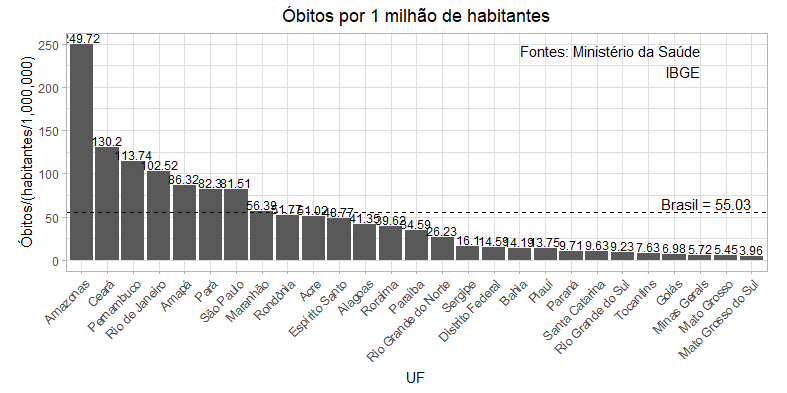 Óbitos por 1 milhão de habitantes
Óbitos/(habitantes/1,000,000)
250
200
150
100
50
0
Fontes: Ministério da Saúde
IBGE
Brasil = 55.03
249.72
130.2
113.74
102.52
86.32
82.3
81.51
56.39
51.77
51.02
48.77
41.35
39.62
34.59
26.23
16.1
14.59
14.19
13.75
9.71
9.63
9.23
7.63
6.98
5.72
5.45
3.96
Amazonas
Ceará
Pernambuco
Rio de Janeiro
Amapá
Pará
São Paulo
Maranhão
Rondônia
Acre
Espírito Santo
Alagoas
Roraima
Paraíba
Rio Grande do Norte
Sergipe
Distrito Federal
Bahia
Piauí
Paraná
Santa Catarina
Rio Grande do Sul
Tocantins
Goiás
Minas Gerais
Mato Grosso
Mato Grosso do Sul
UF